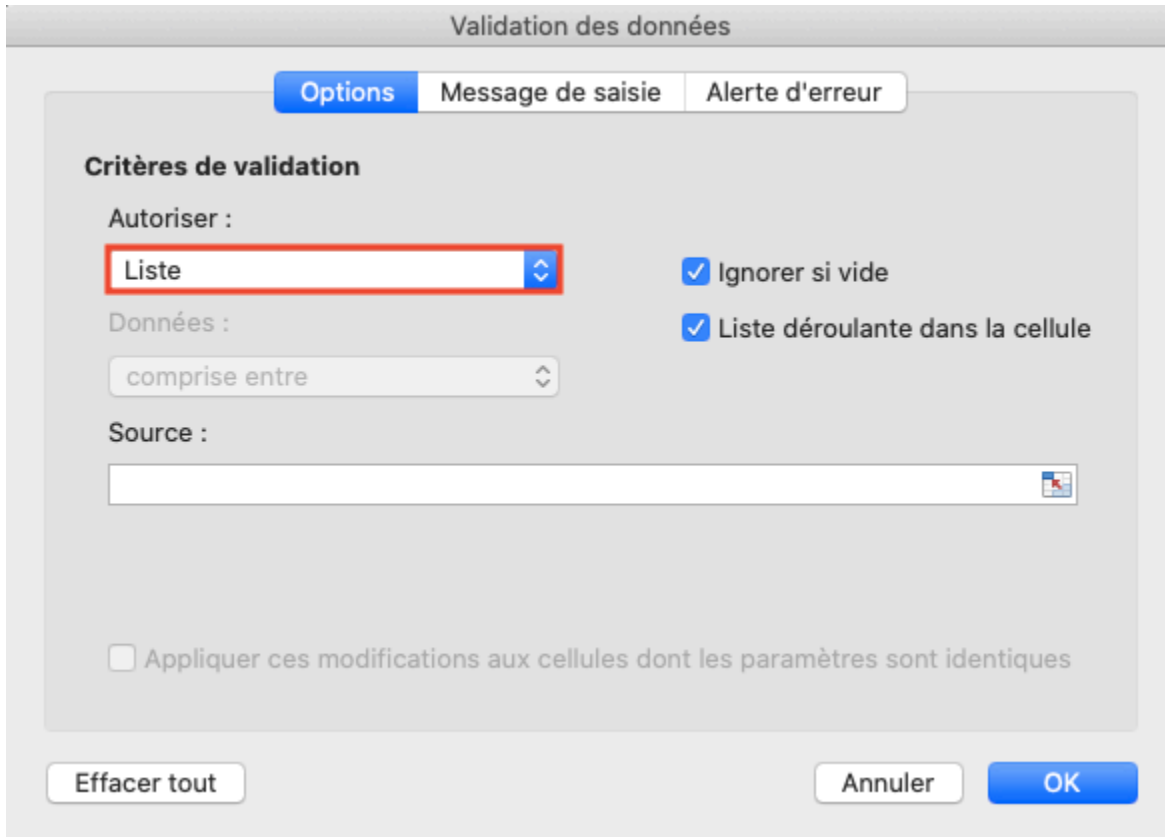 Validation des données
Options Message de saisie Alerte d'erreur
Critères de validation
Autoriser :
Liste
Ignorer si vide
Données :
Liste déroulante dans la cellule
comprise entre
Source :
Appliquer ces modifications aux cellules dont les paramètres sont identiques
Effacer tout Annuler OK